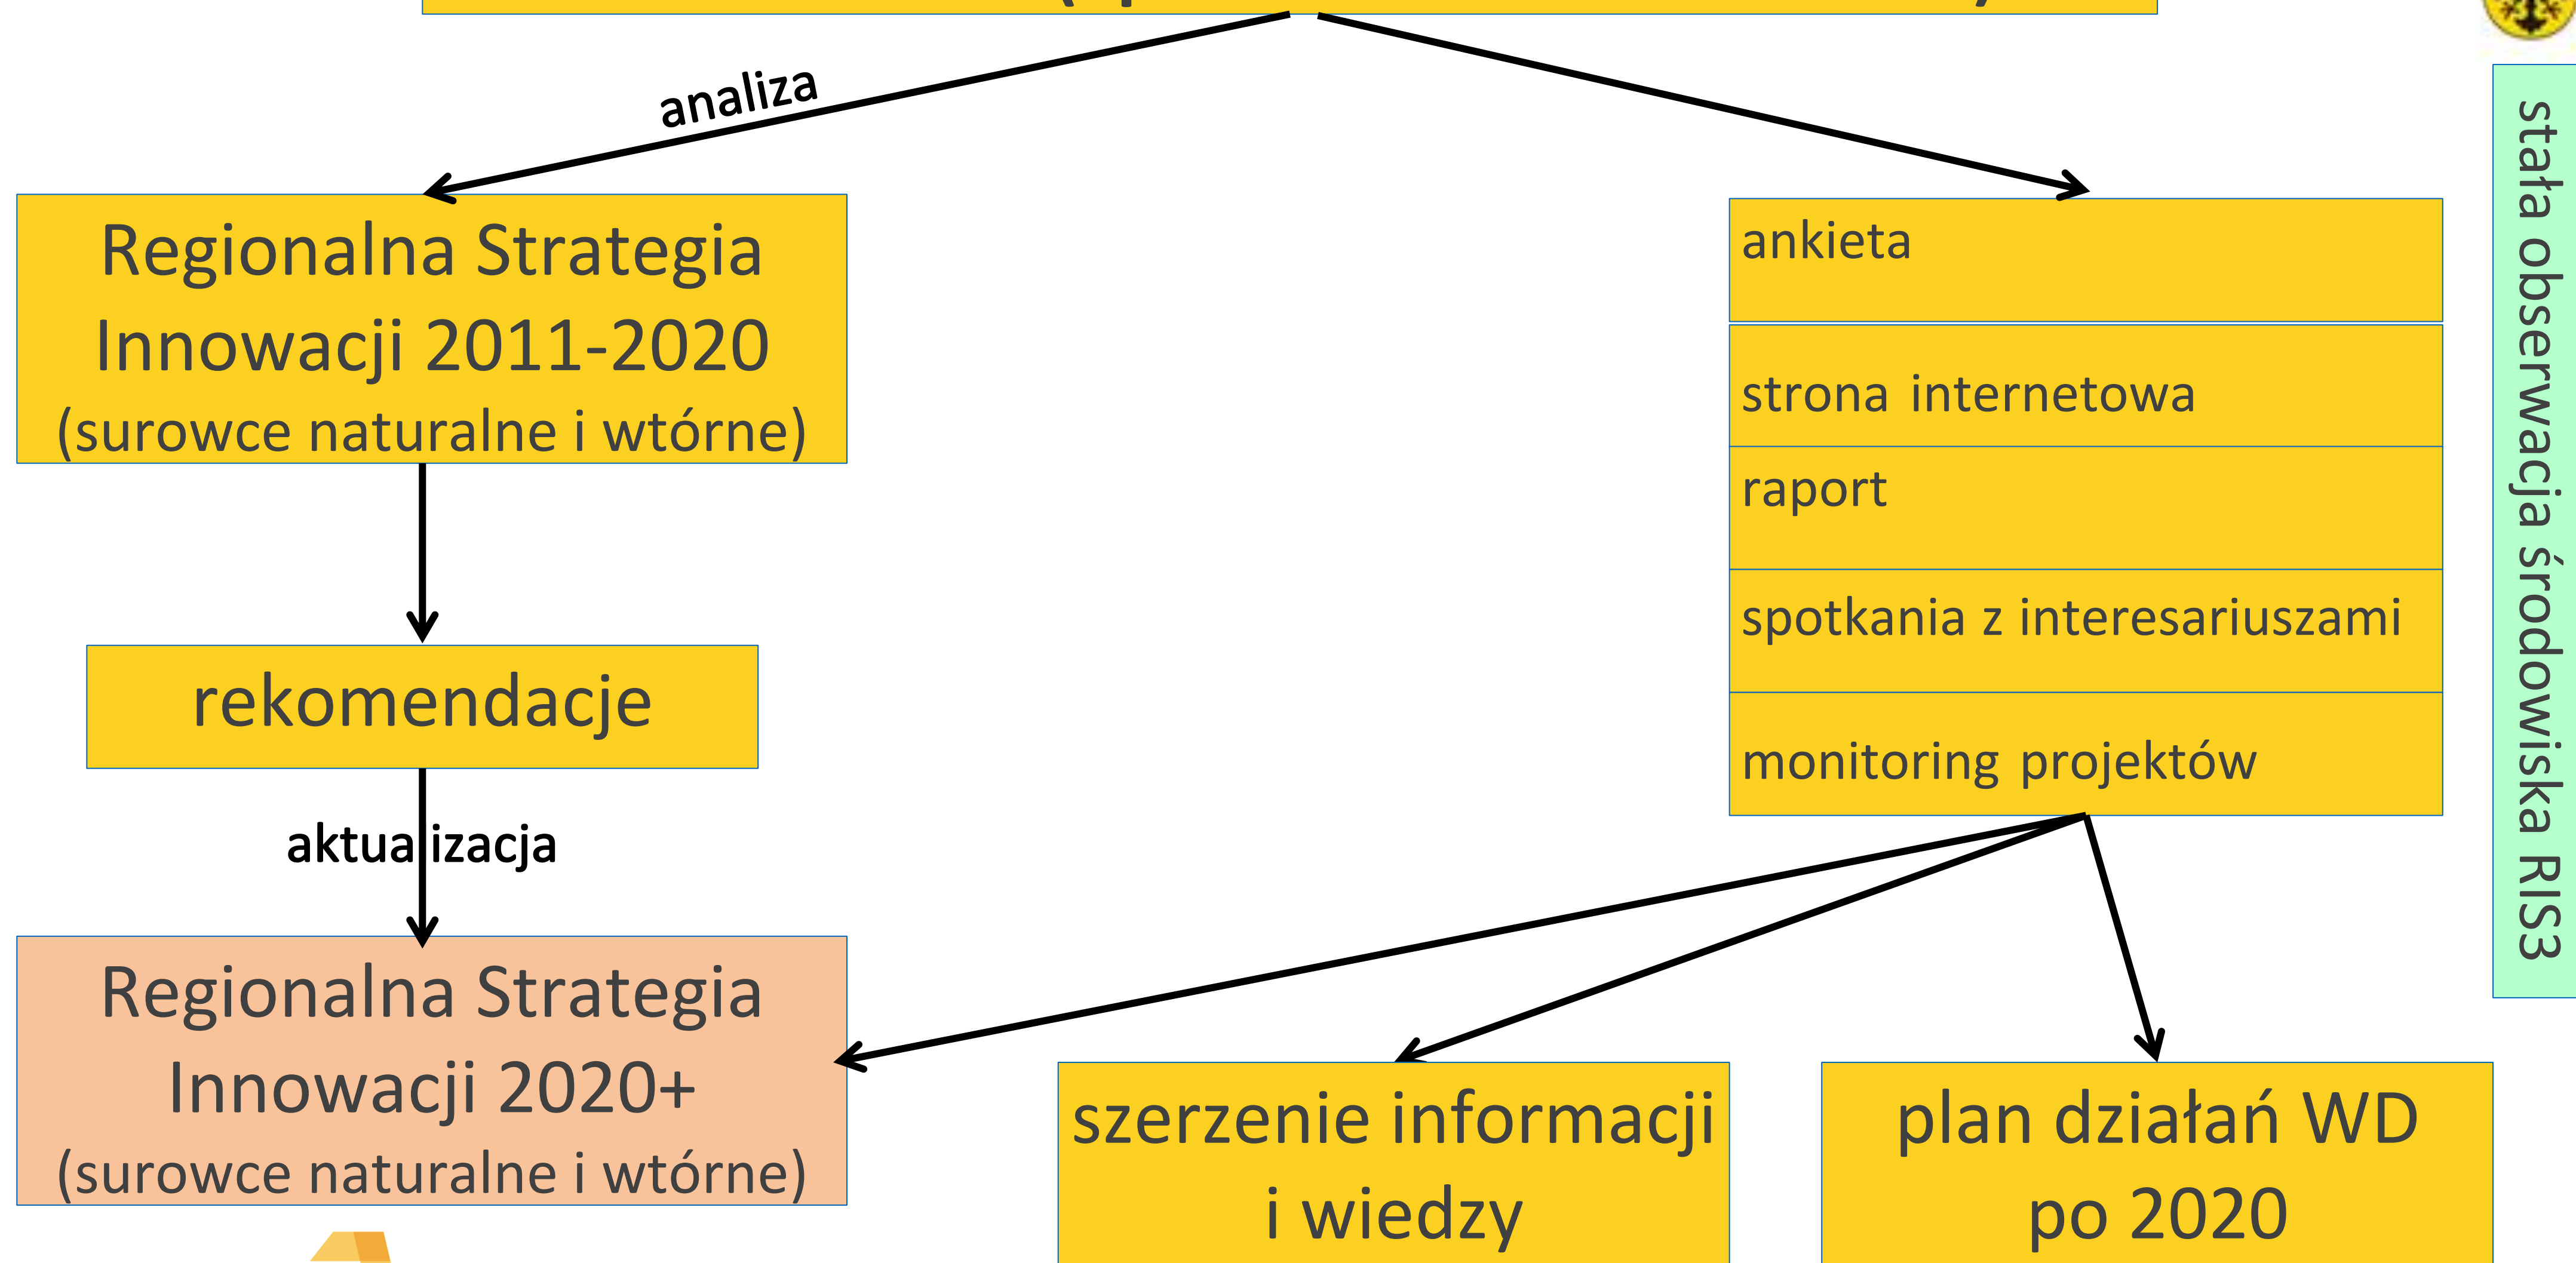 analiza
Regionalna Strategia
Innowacji 2011-2020
(surowce naturalne i wtórne)
rekomendacje
aktualizacja
Regionalna Strategia
Innowacji 2020+
(surowce naturalne i wtórne)
ankieta
strona internetowa
raport
spotkania z interesariuszami
monitoring projektów
szerzenie informacji
i wiedzy
plan działań WD
po 2020
stała obserwacja środowiska RIS3